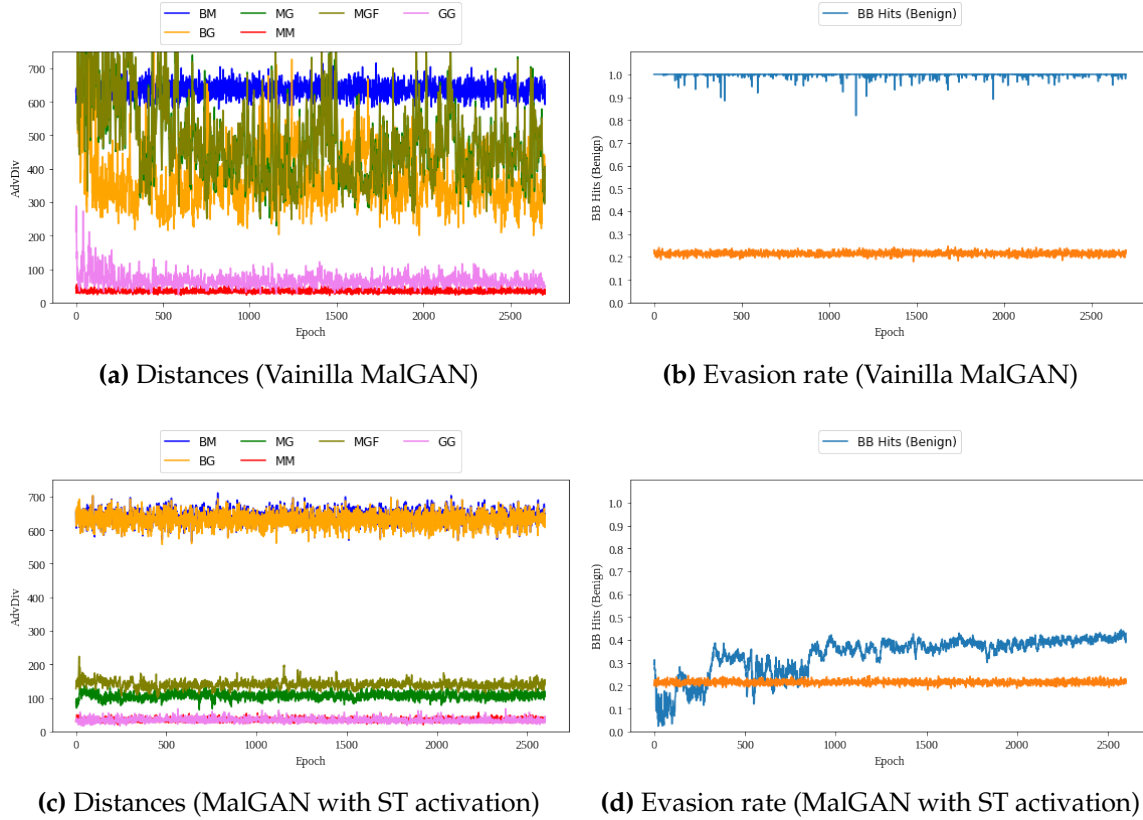 BM MG MGF GG
BG MM
BB Hits (Benign)
AdvDiv
700
600
500
400
300
200
100
0
0 500 1000 1500 2000 2500
Epoch
BB Hits (Benign)
1.0
0.9
0.8
0.7
0.6
0.5
0.4
0.3
0.2
0.1
0.0
0 500 1000 1500 2000 2500
Epoch
(a) Distances (Vainilla MalGAN)
(b) Evasion rate (Vainilla MalGAN)
BM MG MGF GG
BG MM
BB Hits (Benign)
AdvDiv
700
600
500
400
300
200
100
0
0 500 1000 1500 2000 2500
Epoch
BB Hits (Benign)
1.0
0.9
0.8
0.7
0.6
0.5
0.4
0.3
0.2
0.1
0.0
0 500 1000 1500 2000 2500
Epoch
(c) Distances (MalGAN with ST activation)
(d) Evasion rate (MalGAN with ST activation)